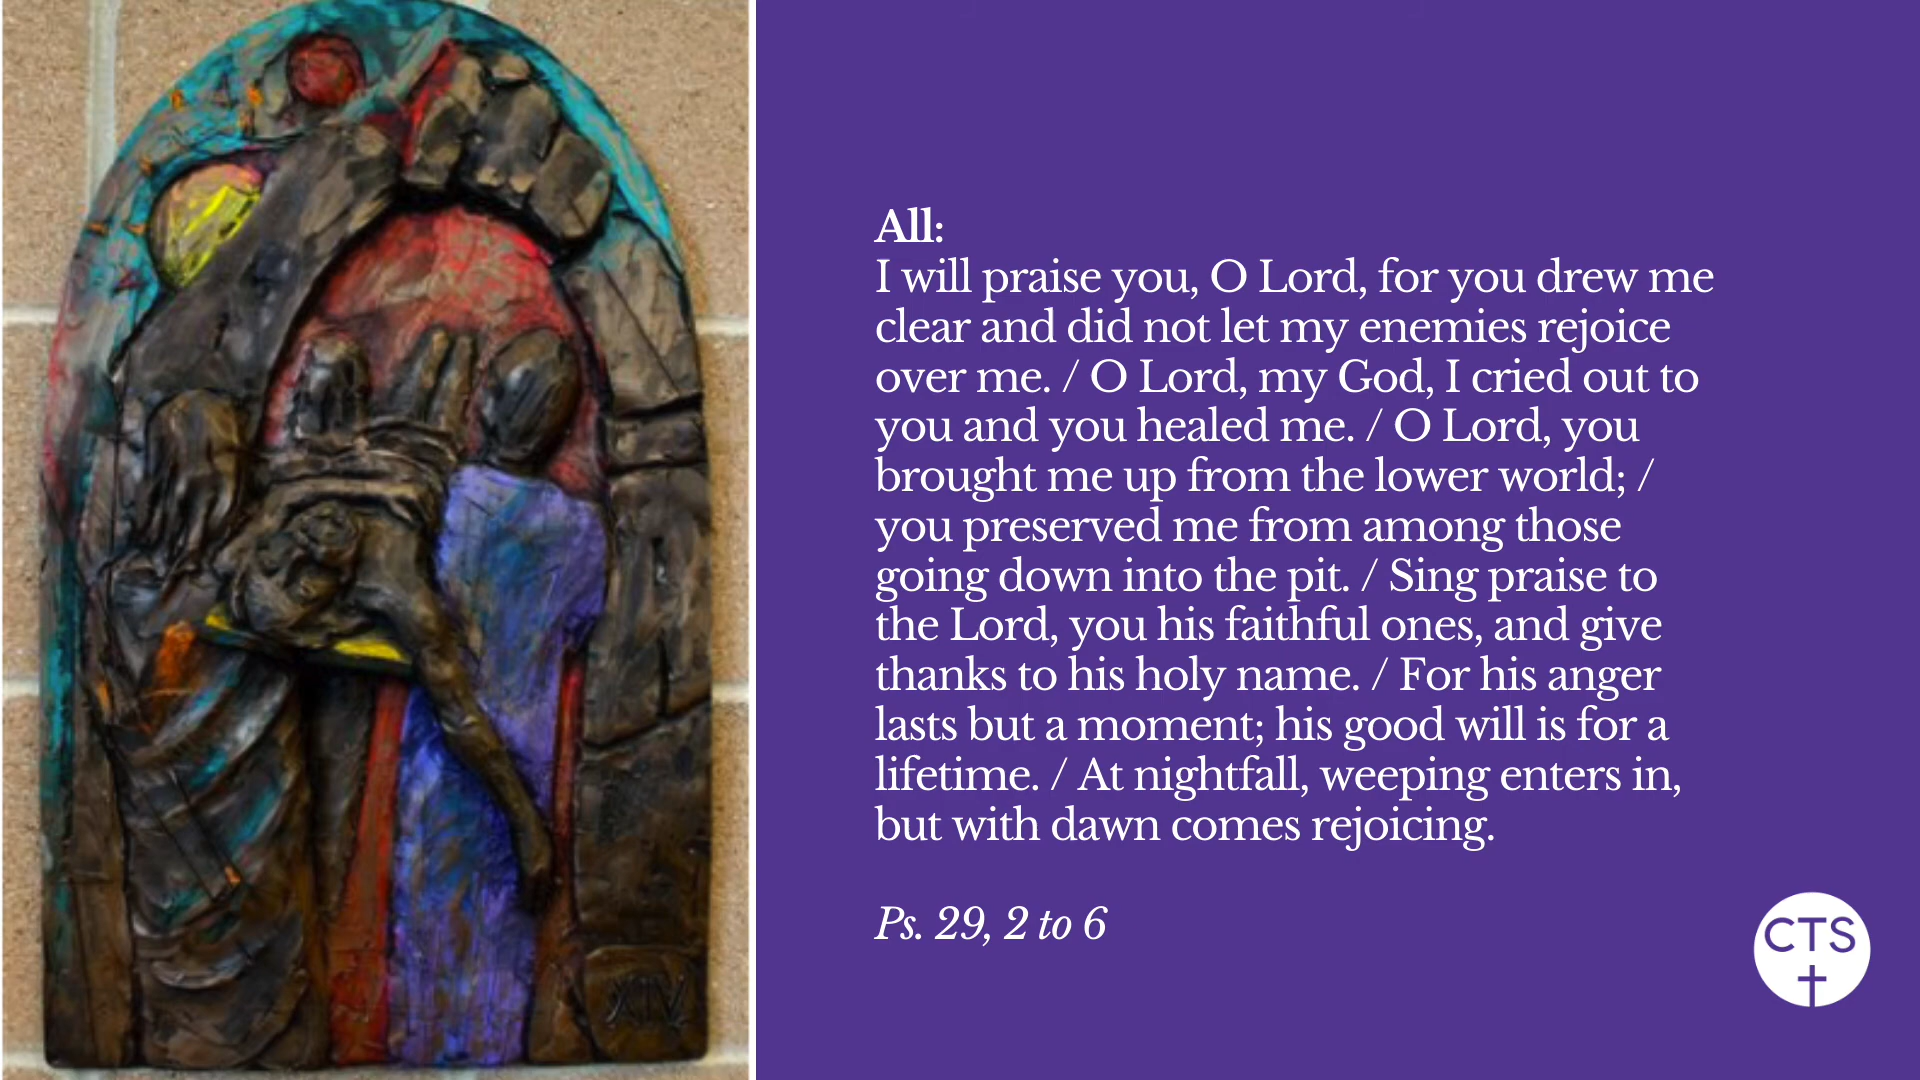 All:
I will praise you, O Lord, for you drew me
clear and did not let my enemies rejoice
over me. / O Lord, my God, I cried out to
you and you healed me. / O Lord, you
brought me up from the lower world; /
you preserved me from among those
going down into the pit. / Sing praise to
the Lord, you his faithful ones, and give
thanks to his holy name. / For his anger
lasts but a moment; his good will is for a
lifetime. / At nightfall, weeping enters in,
but with dawn comes rejoicing.
Ps. 29, 2 to 6
CTS
XIV